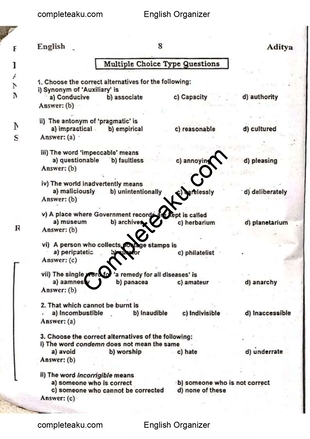 completeaku.com English Organizer
English 8 Aditya
Multiple Choice Type Questions
1. Choose the correct alternatives for the following:
i) Synonym of 'Auxiliary' is
a) Conducive b) associate c) Capacity d) authority
Answer: (b)
ii) The antonym of 'pragmatic' is
a) impractical b) empirical c) reasonable d) cultured
Answer: (a)
iii) The word 'impeccable' means
a) questionable b) faultless c) annoying d) pleasing
Answer: (b)
iv) The world inadvertently means
a) maliciously b) unintentionally d) deliberately
Answer: (b)
v) A place where Government records kept is called
a) museum b) archives c) herbarium d) planetarium
Answer: (b)
vi) A person who collects stamps is
a) peripatetic c) philatelist
Answer: (c)
vii) The single for 'a remedy for all diseases' is
a) b) panacea c) amateur d) anarchy
Answer: (b)
2. That which cannot be burnt is
a) Incombustible b) Inaudible c) Indivisible d) Inaccessible
Answer: (a)
3. Choose the correct alternatives of the following:
i) The word condemn does not mean the same
a) avoid b) worship c) hate d) underrate
Answer: (b)
ii) The word incorrigible means
a) someone who is correct b) someone who is not correct
c) someone who cannot be corrected d) none of these
Answer: (c)
Completeaku.com
completeaku.com English Organizer